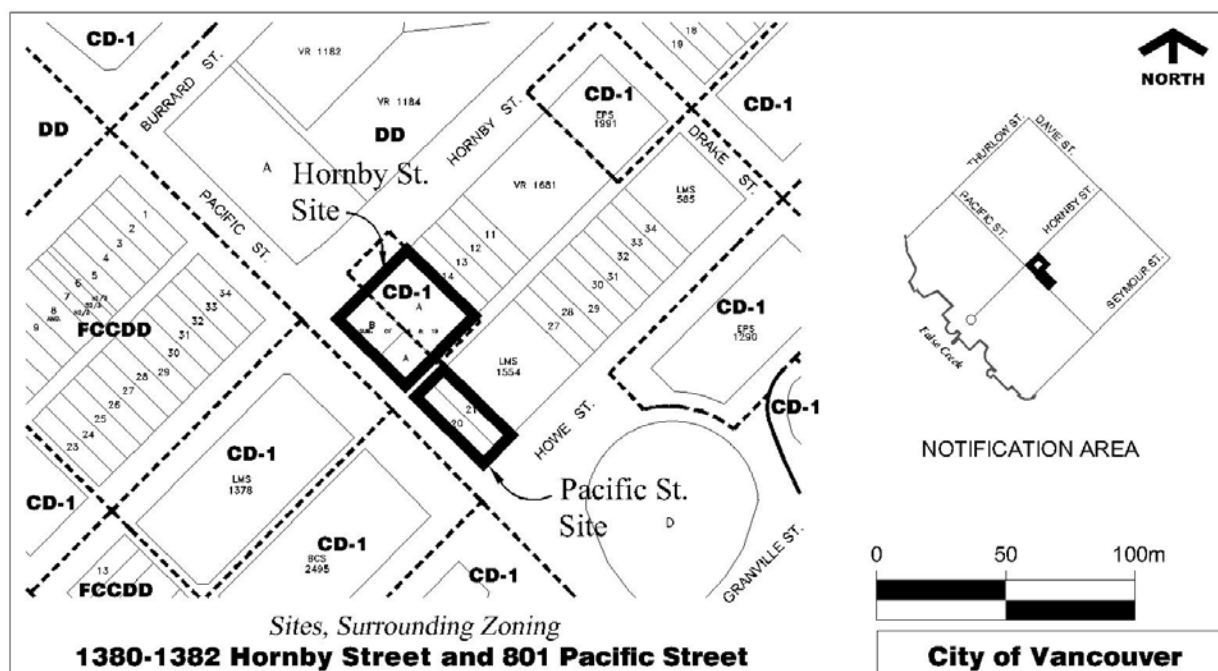 CD-1
BURRARD ST.
VR 1182
VR 1184
DD
DD
A
HORNBY ST.
CD-1
EPS
1991
18
19
CD-1
DRAKE ST.
Hornby St.
Site
PACIFIC ST.
VR 1681
LMS
585
11
12
13
14
34
33
32
31
30
29
28
27
CD-1
A
B
A
1
2
3
4
5
6
7
8
9
FCCDD
34
33
32
31
30
29
28
27
26
25
24
23
LMS
1554
21
20
HOWE ST.
CD-1
EPS
1290
CD-1
CD-1
LMS
1378
CD-1
Pacific St.
Site
D
GRANVILLE ST.
CD-1
BCS
2495
CD-1
13
FCCDD
Sites, Surrounding Zoning
1380-1382 Hornby Street and 801 Pacific Street
NORTH
THURLOW ST.
DAVIE ST.
PACIFIC ST.
HORNBY ST.
SEYMOUR ST.
False Creek
NOTIFICATION AREA
0 50 100m
City of Vancouver